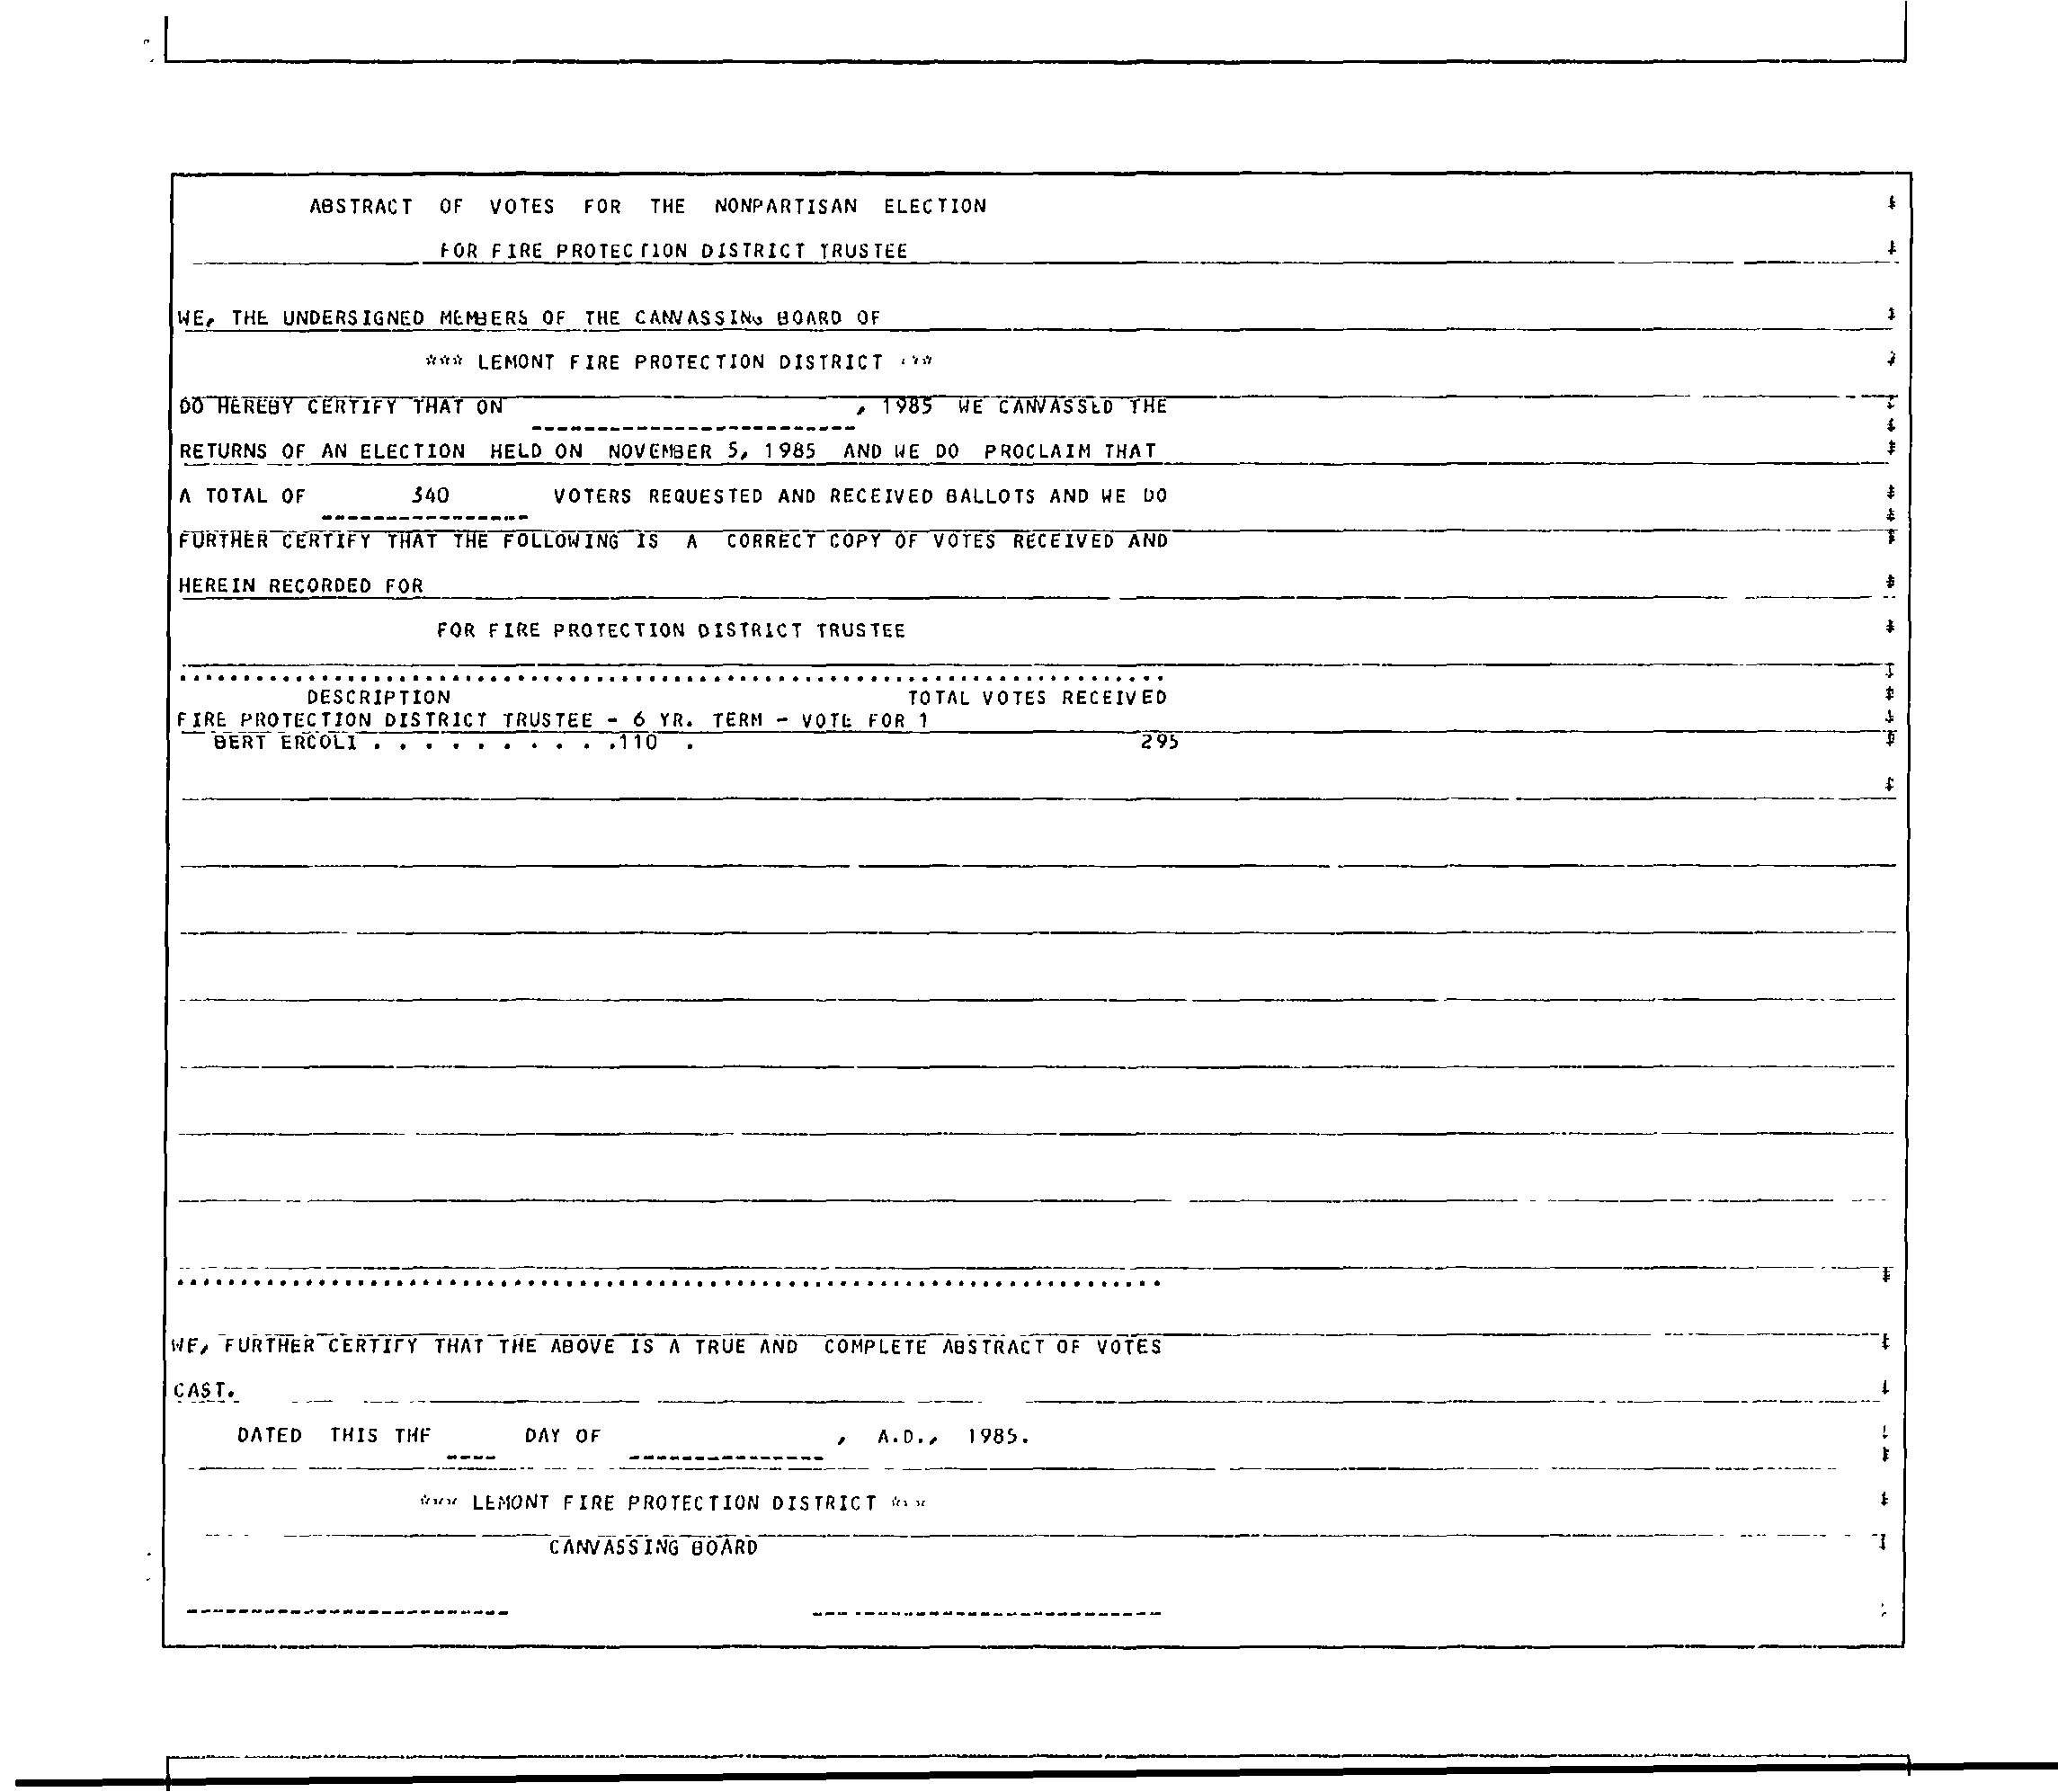 ABSTRACT OF VOTES FOR THE NONPARTISAN ELECTION
FOR FIRE PROTECTION DISTRICT TRUSTEE
WE, THE UNDERSIGNED MEMBERS OF THE CANVASSING BOARD OF
*** LEMONT FIRE PROTECTION DISTRICT ***
DO HEREBY CERTIFY THAT ON , 1985 WE CANVASSED THE
RETURNS OF AN ELECTION HELD ON NOVEMBER 5, 1985 AND WE DO PROCLAIM THAT
A TOTAL OF 340 VOTERS REQUESTED AND RECEIVED BALLOTS AND WE DO
FURTHER CERTIFY THAT THE FOLLOWING IS A CORRECT COPY OF VOTES RECEIVED AND
HEREIN RECORDED FOR
FOR FIRE PROTECTION DISTRICT TRUSTEE
DESCRIPTION TOTAL VOTES RECEIVED
FIRE PROTECTION DISTRICT TRUSTEE - 6 YR. TERM - VOTE FOR 1
BERT ERCOLI . . . . . . . . . .110 . 295
WE, FURTHER CERTIFY THAT THE ABOVE IS A TRUE AND COMPLETE ABSTRACT OF VOTES
CAST.
DATED THIS THE DAY OF , A.D., 1985.
*** LEMONT FIRE PROTECTION DISTRICT ***
CANVASSING BOARD